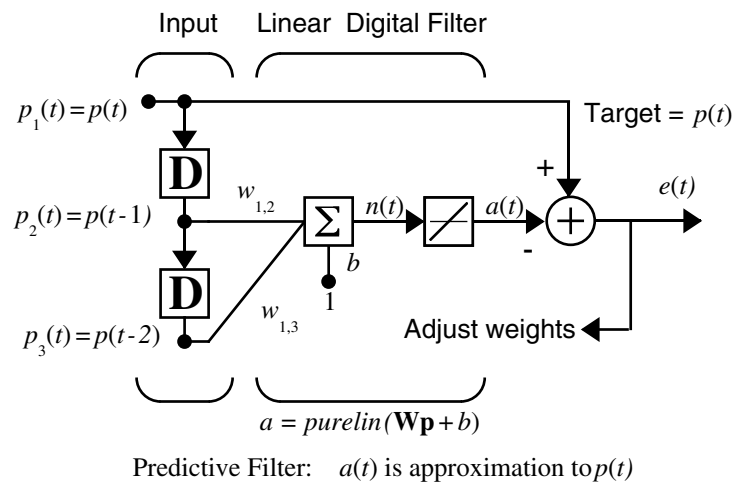 Input Linear Digital Filter
p1(t) = p(t)
Target = p(t)
D
+
w1,2
n(t)
a(t)
e(t)
p2(t) = p(t-1)
Σ
+
-
b
D
1
w1,3
p3(t) = p(t-2)
Adjust weights
a = purelin(Wp + b)
Predictive Filter: a(t) is approximation to p(t)